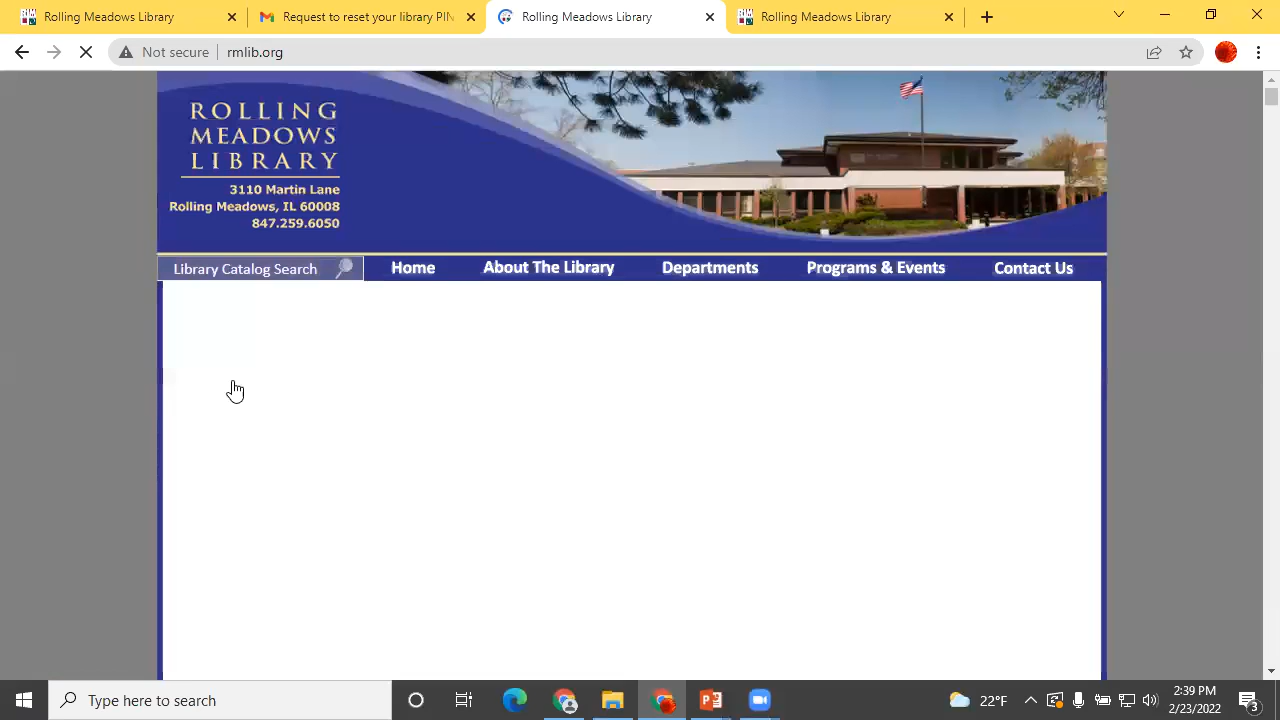 Rolling Meadows Library
Request to reset your library PIN
Rolling Meadows Library
Rolling Meadows Library
Not secure
rmlib.org
ROLLING
MEADOWS
LIBRARY
3110 Martin Lane
Rolling Meadows, IL 60008
847.259.6050
Library Catalog Search
Home
About The Library
Departments
Programs & Events
Contact Us
Type here to search
22°F
2:39 PM
2/23/2022
3